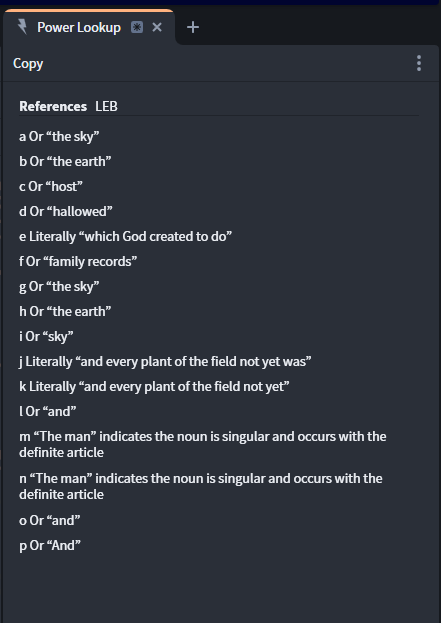 Power Lookup
Copy
References LEB
a Or “the sky”
b Or “the earth”
c Or “host”
d Or “hallowed”
e Literally “which God created to do”
f Or “family records”
g Or “the sky”
h Or “the earth”
i Or “sky”
j Literally “and every plant of the field not yet was”
k Literally “and every plant of the field not yet”
l Or “and”
m “The man” indicates the noun is singular and occurs with the
definite article
n “The man” indicates the noun is singular and occurs with the
definite article
o Or “and”
p Or “And”